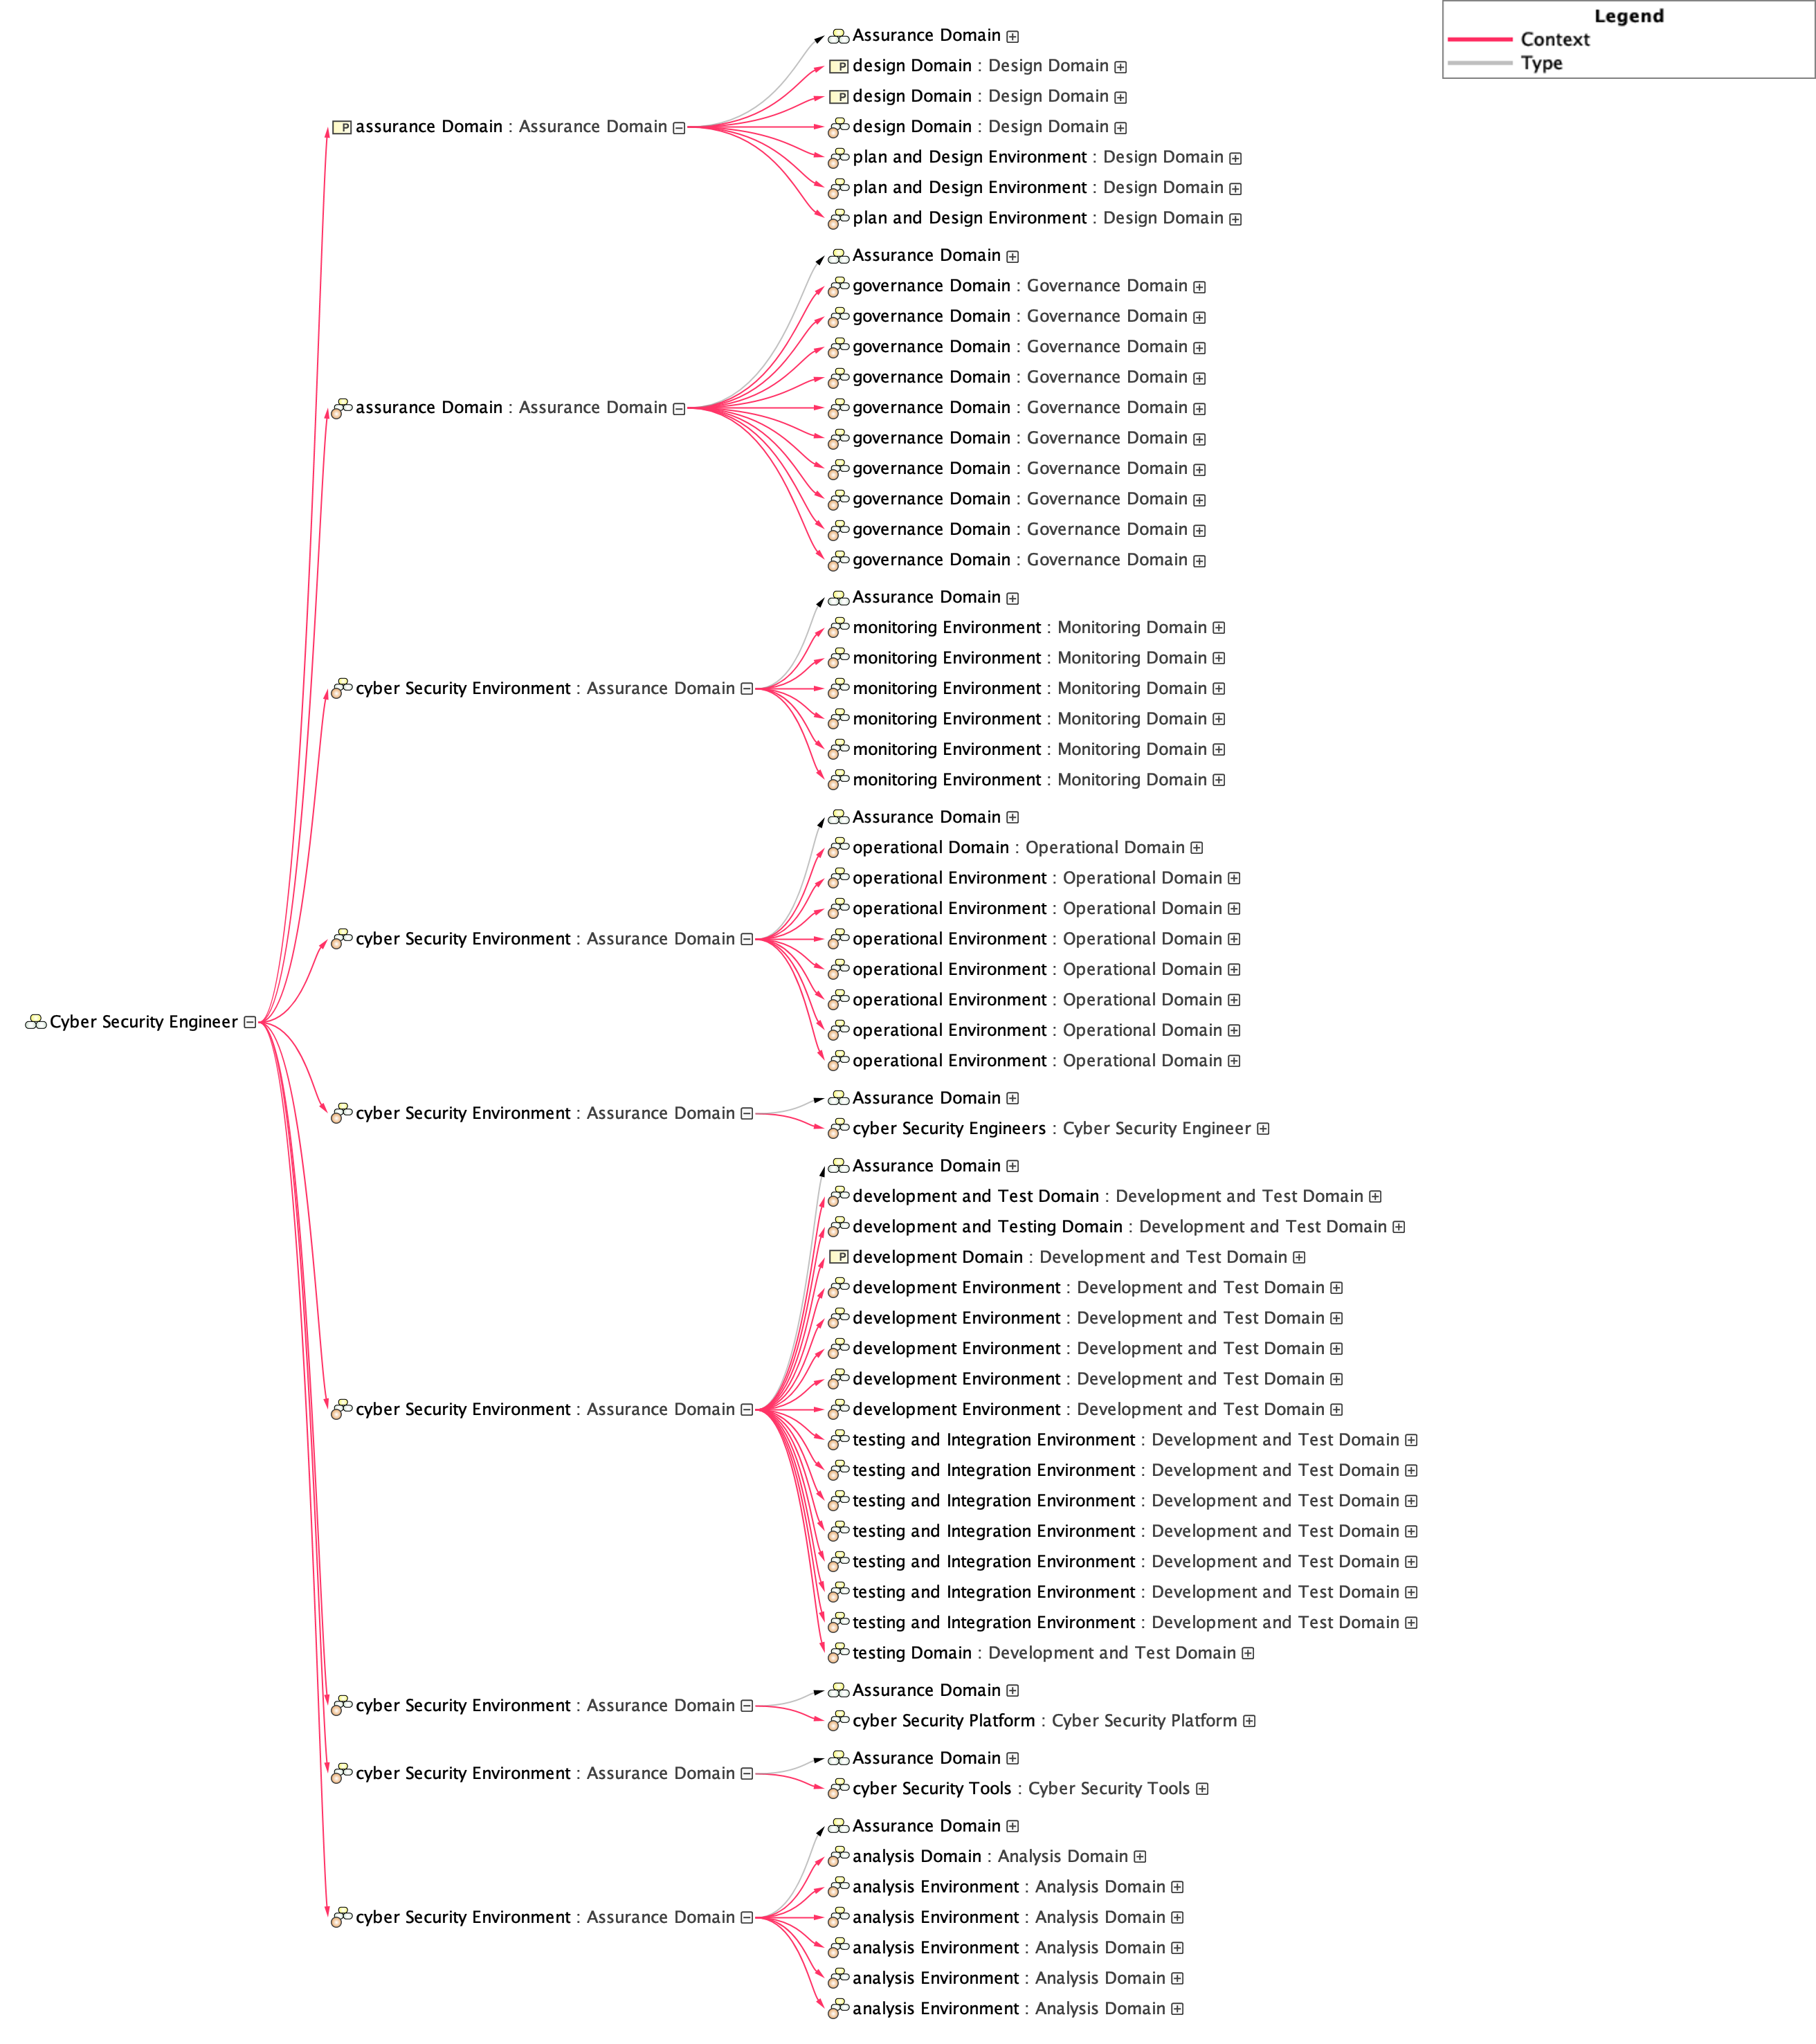 Legend
Context
Type
Cyber Security Engineer
assurance Domain : Assurance Domain
Assurance Domain
design Domain : Design Domain
design Domain : Design Domain
design Domain : Design Domain
plan and Design Environment : Design Domain
plan and Design Environment : Design Domain
plan and Design Environment : Design Domain
assurance Domain : Assurance Domain
Assurance Domain
governance Domain : Governance Domain
governance Domain : Governance Domain
governance Domain : Governance Domain
governance Domain : Governance Domain
governance Domain : Governance Domain
governance Domain : Governance Domain
governance Domain : Governance Domain
governance Domain : Governance Domain
governance Domain : Governance Domain
governance Domain : Governance Domain
cyber Security Environment : Assurance Domain
Assurance Domain
monitoring Environment : Monitoring Domain
monitoring Environment : Monitoring Domain
monitoring Environment : Monitoring Domain
monitoring Environment : Monitoring Domain
monitoring Environment : Monitoring Domain
monitoring Environment : Monitoring Domain
cyber Security Environment : Assurance Domain
Assurance Domain
operational Domain : Operational Domain
operational Environment : Operational Domain
operational Environment : Operational Domain
operational Environment : Operational Domain
operational Environment : Operational Domain
operational Environment : Operational Domain
operational Environment : Operational Domain
operational Environment : Operational Domain
cyber Security Environment : Assurance Domain
Assurance Domain
cyber Security Engineers : Cyber Security Engineer
cyber Security Environment : Assurance Domain
Assurance Domain
development and Test Domain : Development and Test Domain
development and Testing Domain : Development and Test Domain
P development Domain : Development and Test Domain
development Environment : Development and Test Domain
development Environment : Development and Test Domain
development Environment : Development and Test Domain
development Environment : Development and Test Domain
development Environment : Development and Test Domain
testing and Integration Environment : Development and Test Domain
testing and Integration Environment : Development and Test Domain
testing and Integration Environment : Development and Test Domain
testing and Integration Environment : Development and Test Domain
testing and Integration Environment : Development and Test Domain
testing and Integration Environment : Development and Test Domain
testing and Integration Environment : Development and Test Domain
testing Domain : Development and Test Domain
cyber Security Environment : Assurance Domain
Assurance Domain
cyber Security Platform : Cyber Security Platform
cyber Security Environment : Assurance Domain
Assurance Domain
cyber Security Tools : Cyber Security Tools
cyber Security Environment : Assurance Domain
Assurance Domain
analysis Domain : Analysis Domain
analysis Environment : Analysis Domain
analysis Environment : Analysis Domain
analysis Environment : Analysis Domain
analysis Environment : Analysis Domain
analysis Environment : Analysis Domain